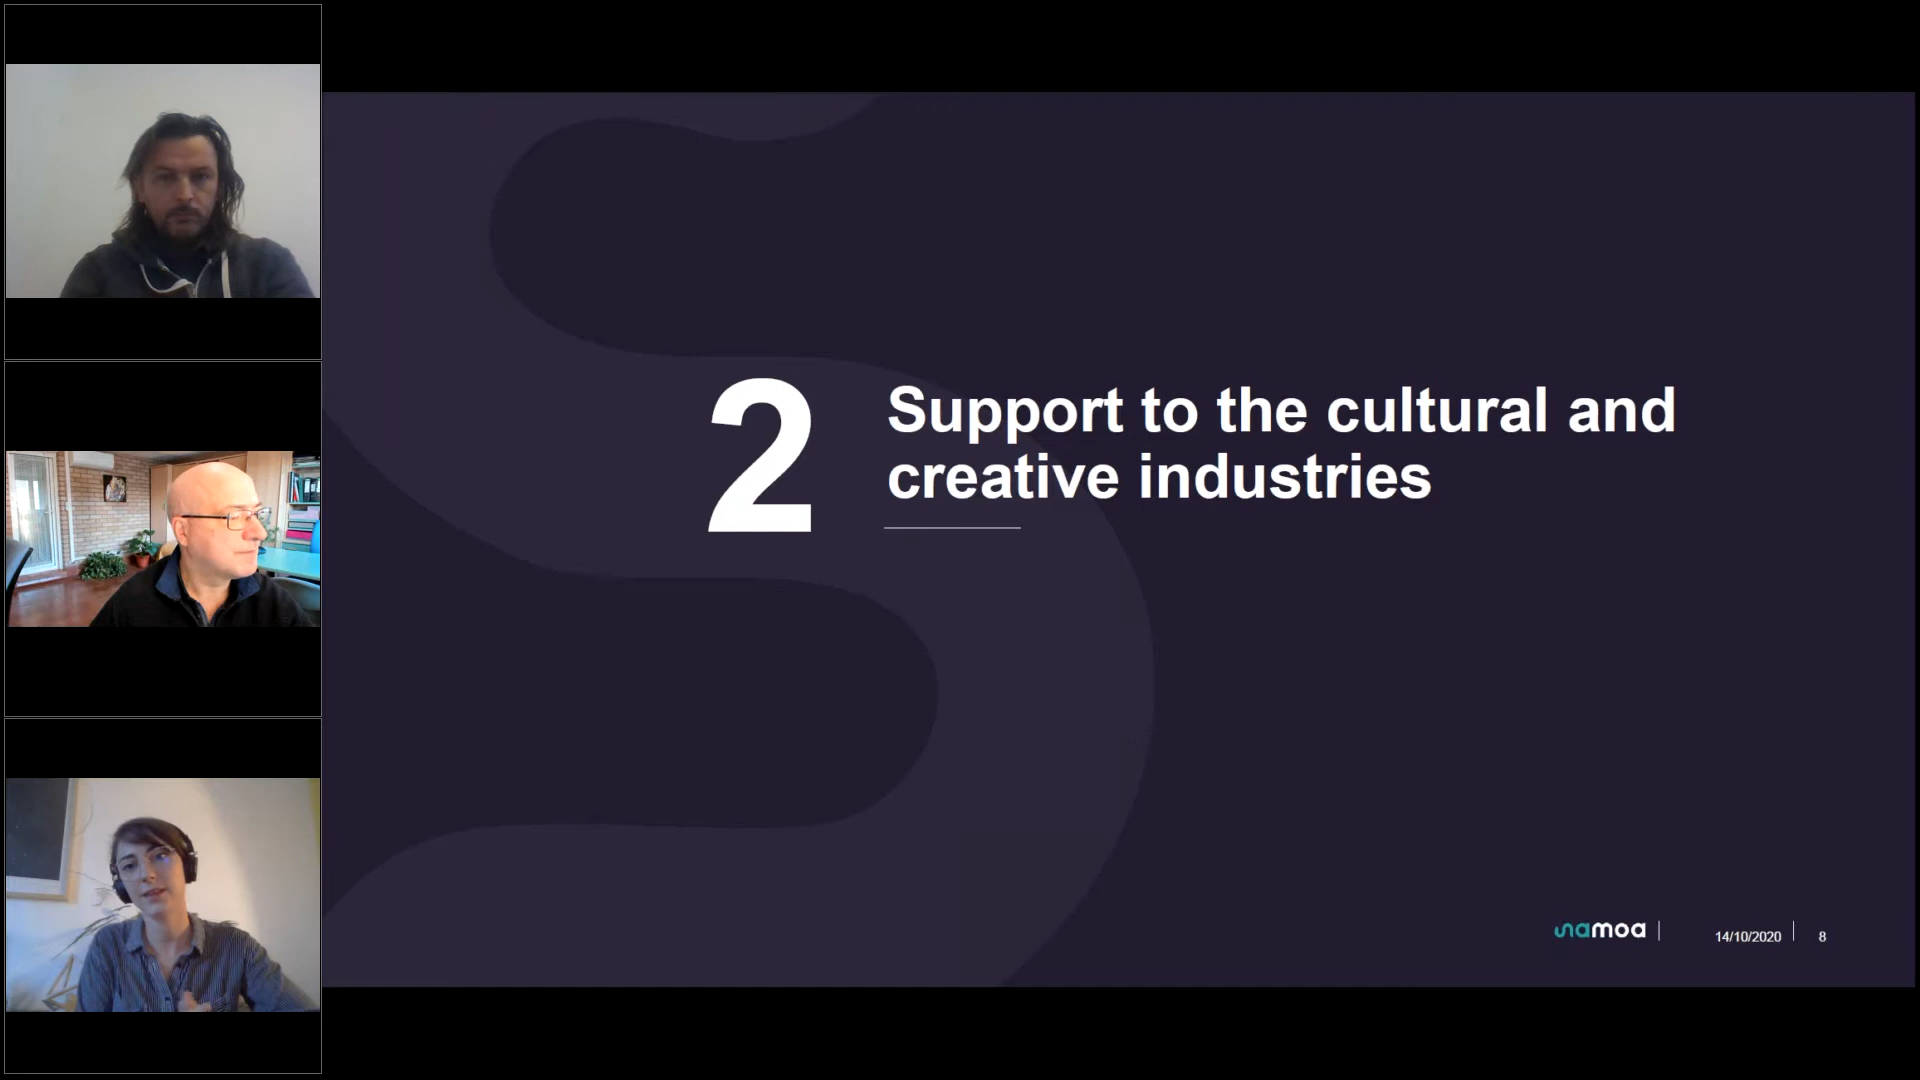 2
Support to the cultural and
creative industries
namoa
14/10/2020
8